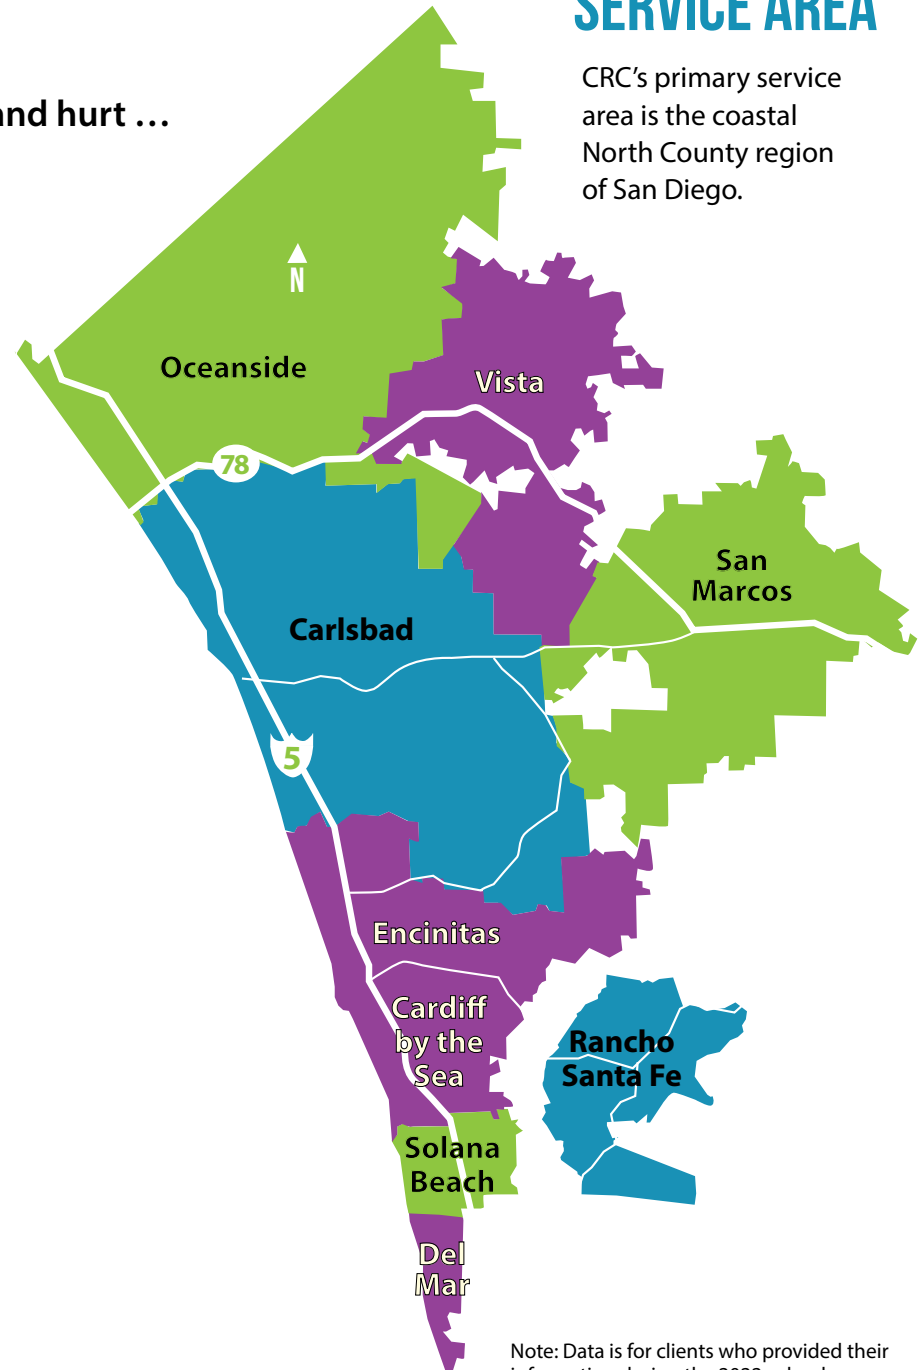 SERVICE AREA
CRC's primary service
area is the coastal
North County region
of San Diego.
and hurt …
N
Oceanside
Vista
78
San
Marcos
Carlsbad
5
Encinitas
Cardiff
by the
Sea
Rancho
Santa Fe
Solana
Beach
Del
Mar
Note: Data is for clients who provided their